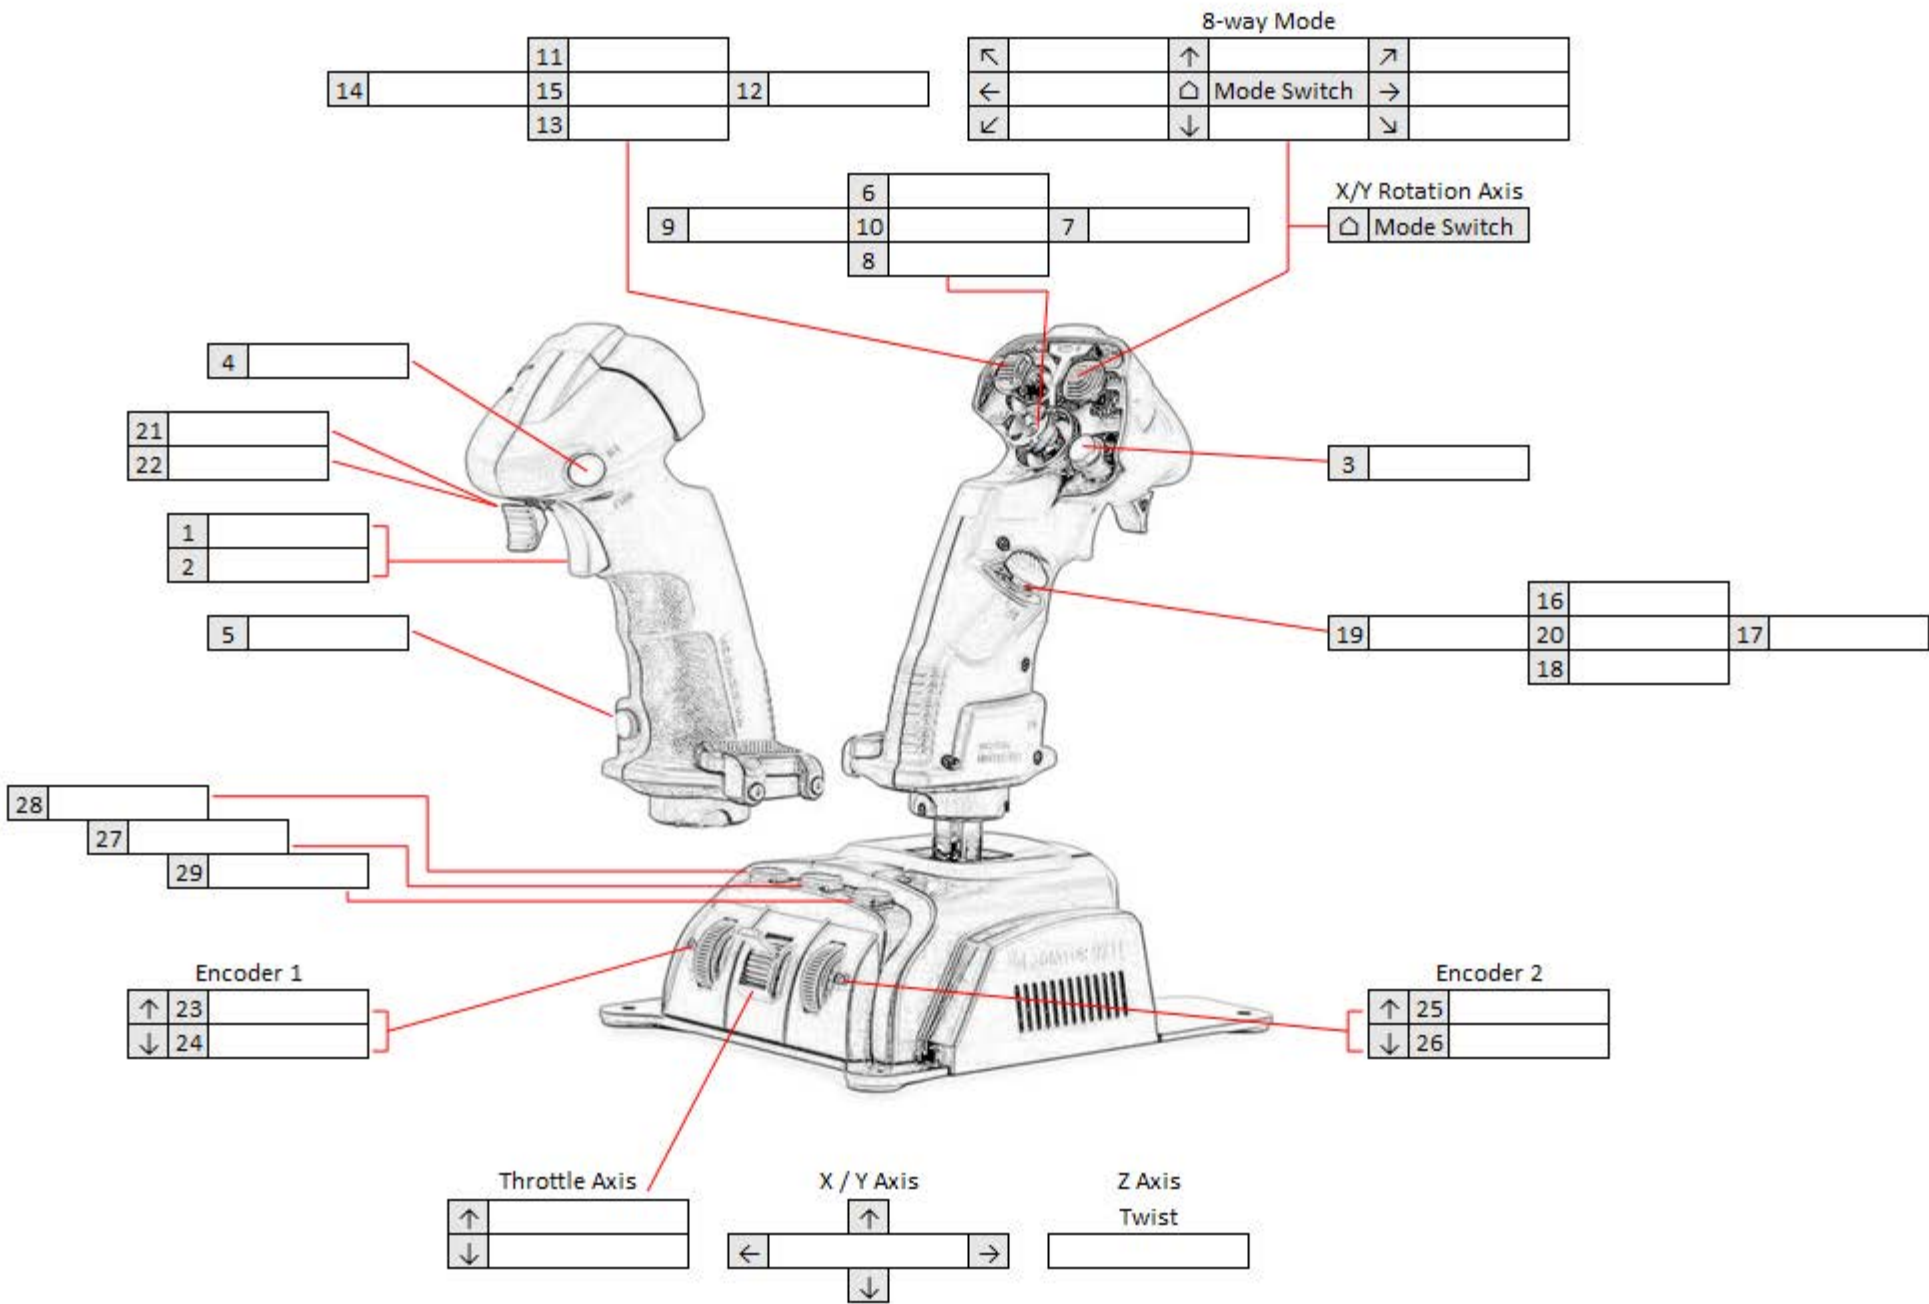 8-way Mode
11
↖ ↑ ↗
14 15 12
← ⌂ Mode Switch →
13
↙ ↓ ↘
6
X/Y Rotation Axis
9 10 7
⌂ Mode Switch
8
4
21
22
3
1
2
16
5
19 20 17
18
28
27
29
Encoder 1
Encoder 2
↑ 23
↑ 25
↓ 24
↓ 26
Throttle Axis
X / Y Axis
Z Axis
↑
↑
Twist
↓
← →
↓